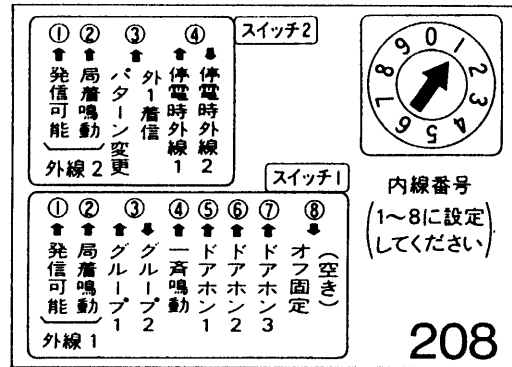 スイッチ2
① ② ③ ④
発信可能
局着鳴動
外線2
パターン変更
外1着信
停電時外線1
停電時外線2
スイッチ1
① ② ③ ④ ⑤ ⑥ ⑦ ⑧
発信可能
局着鳴動
外線1
グループ1
グループ2
一斉鳴動
ドアホン1
ドアホン2
ドアホン3
オフ固定
(空き)
0 1 2 3 4 5 6 7 8 9
内線番号
(1~8に設定
してください)
208